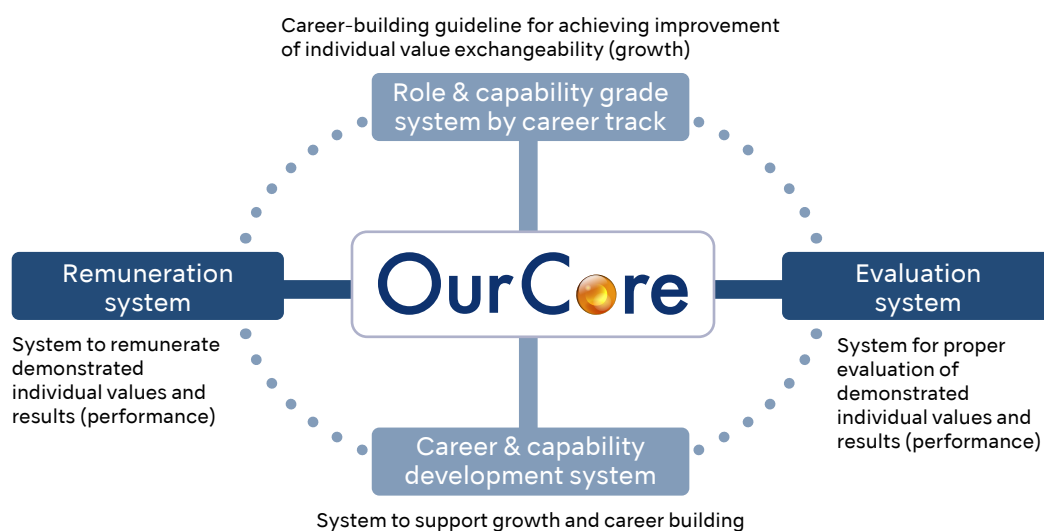 Career-building guideline for achieving improvement
of individual value exchangeability (growth)
Role & capability grade
system by career track
Remuneration
system
OurCore
Evaluation
system
System to remunerate
demonstrated
individual values and
results (performance)
System for proper
evaluation of
demonstrated
individual values and
results (performance)
Career & capability
development system
System to support growth and career building